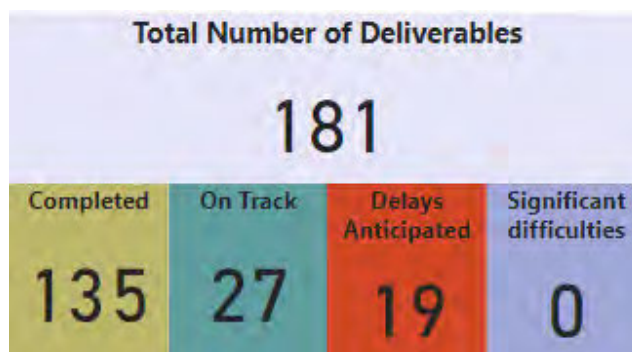 Total Number of Deliverables
181
Completed
On Track
Delays
Anticipated
Significant
difficulties
135
27
19
0